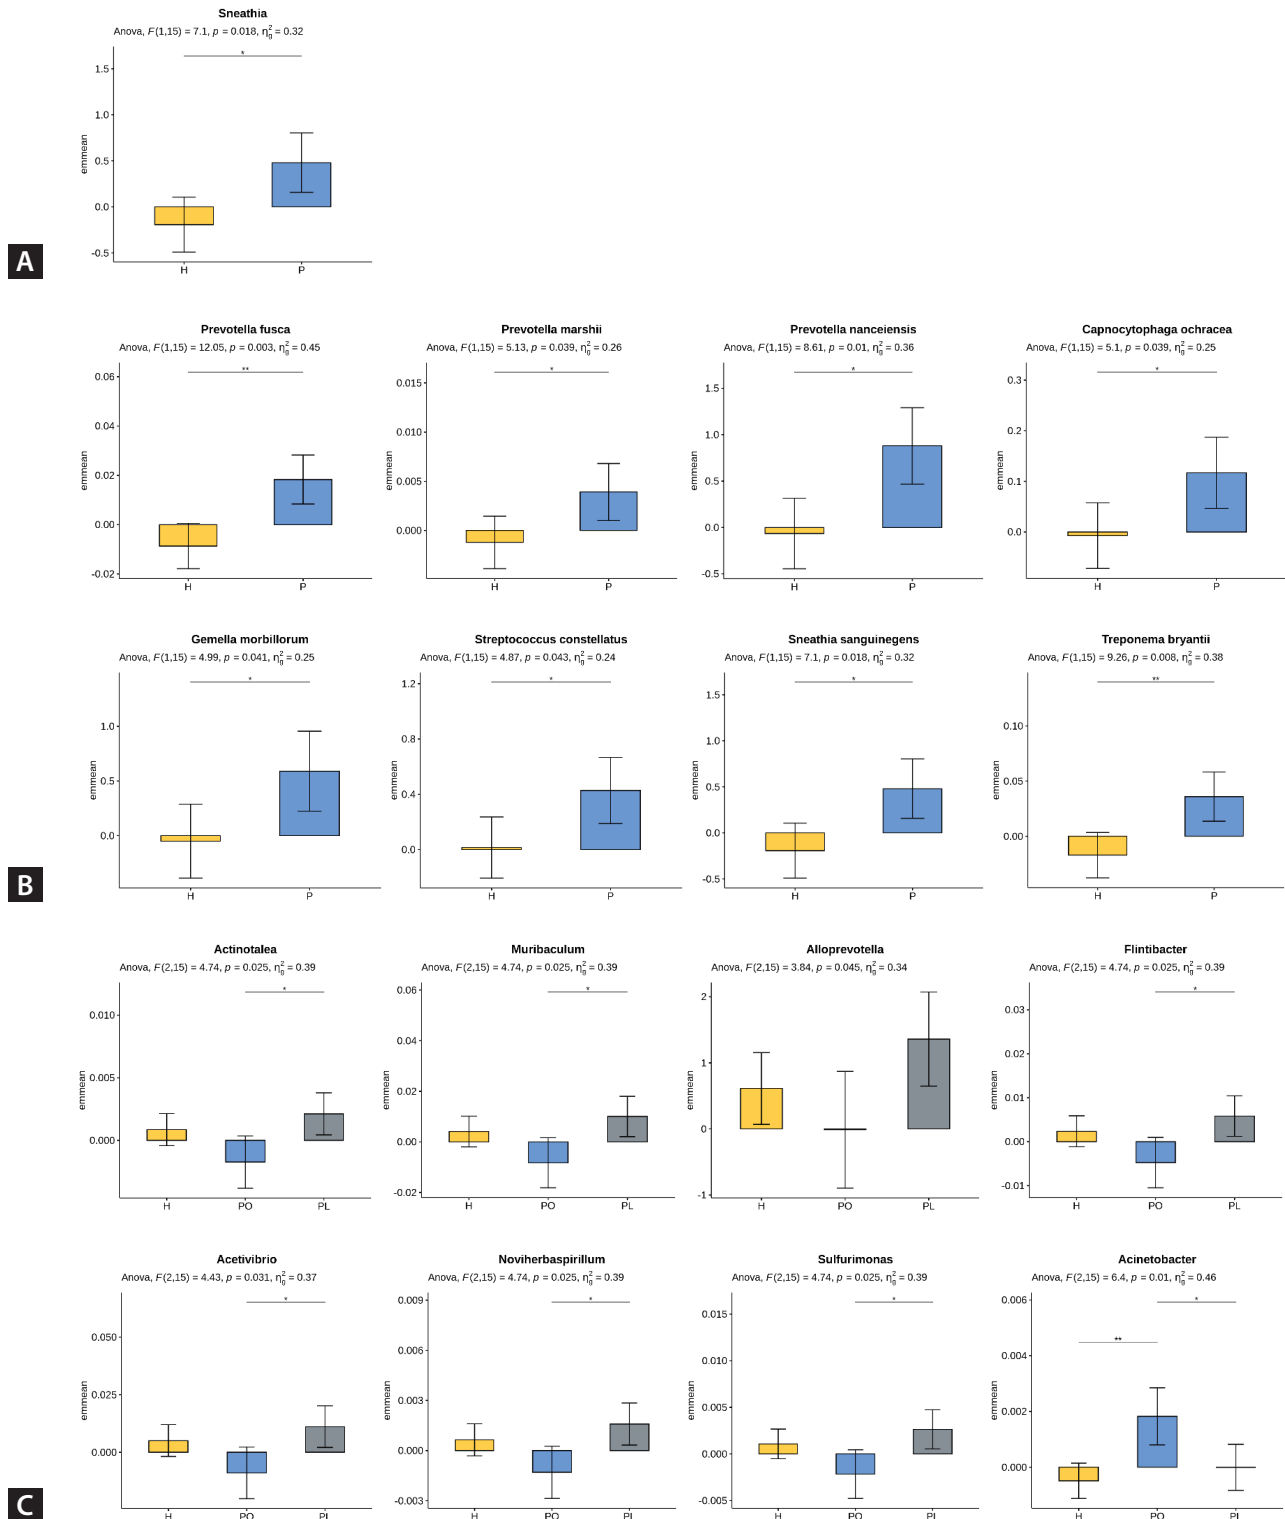 Sneathia
Anova, F(1,15) = 7.1, p = 0.018, η²g = 0.32
*
1.5
1.0
0.5
0.0
-0.5
emmean
H P
A
Prevotella fusca
Anova, F(1,15) = 12.05, p = 0.003, η²g = 0.45
**
0.06
0.04
0.02
0.00
-0.02
emmean
H P
Prevotella marshii
Anova, F(1,15) = 5.13, p = 0.039, η²g = 0.26
*
0.015
0.010
0.005
0.000
emmean
H P
Prevotella nanceiensis
Anova, F(1,15) = 8.61, p = 0.01, η²g = 0.36
*
1.5
1.0
0.5
0.0
-0.5
emmean
H P
Capnocytophaga ochracea
Anova, F(1,15) = 5.1, p = 0.039, η²g = 0.25
*
0.3
0.2
0.1
0.0
emmean
H P
Gemella morbillorum
Anova, F(1,15) = 4.99, p = 0.041, η²g = 0.25
*
1.0
0.5
0.0
emmean
H P
Streptococcus constellatus
Anova, F(1,15) = 4.87, p = 0.043, η²g = 0.24
*
1.2
0.8
0.4
0.0
emmean
H P
Sneathia sanguinegens
Anova, F(1,15) = 7.1, p = 0.018, η²g = 0.32
*
1.5
1.0
0.5
0.0
-0.5
emmean
H P
Treponema bryantii
Anova, F(1,15) = 9.26, p = 0.008, η²g = 0.38
**
0.10
0.05
0.00
emmean
H P
B
Actinotalea
Anova, F(2,15) = 4.74, p = 0.025, η²g = 0.39
*
0.010
0.005
0.000
emmean
H PO PL
Muribaculum
Anova, F(2,15) = 4.74, p = 0.025, η²g = 0.39
*
0.06
0.04
0.02
0.00
-0.02
emmean
H PO PL
Alloprevotella
Anova, F(2,15) = 3.84, p = 0.045, η²g = 0.34
2
1
0
-1
emmean
H PO PL
Flintibacter
Anova, F(2,15) = 4.74, p = 0.025, η²g = 0.39
*
0.03
0.02
0.01
0.00
-0.01
emmean
H PO PL
Acetivibrio
Anova, F(2,15) = 4.43, p = 0.031, η²g = 0.37
*
0.050
0.025
0.000
emmean
H PO PL
Noviherbaspirillum
Anova, F(2,15) = 4.74, p = 0.025, η²g = 0.39
*
0.009
0.006
0.003
0.000
-0.003
emmean
H PO PL
Sulfurimonas
Anova, F(2,15) = 4.74, p = 0.025, η²g = 0.39
*
0.015
0.010
0.005
0.000
-0.005
emmean
H PO PL
Acinetobacter
Anova, F(2,15) = 6.4, p = 0.01, η²g = 0.46
*
**
0.006
0.004
0.002
0.000
emmean
H PO PL
C